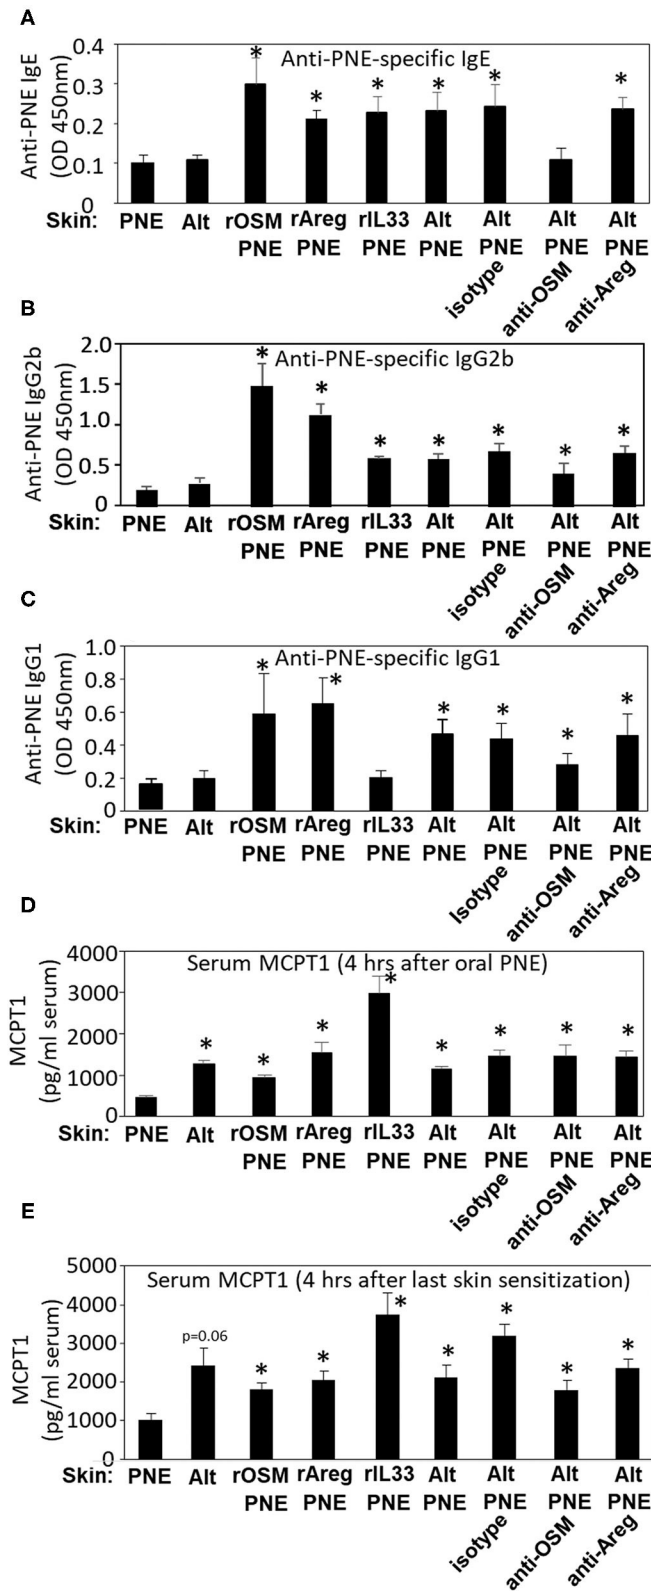 A
Anti-PNE IgE
(OD 450nm)
Anti-PNE-specific IgE
0.4
0.3
0.2
0.1
0
*
*
*
*
*
*
Skin: PNE Alt rOSM rAreg rIL33 Alt Alt Alt Alt
PNE PNE PNE PNE PNE PNE PNE
isotype anti-OSM anti-Areg
B
Anti-PNE IgG2b
(OD 450nm)
Anti-PNE-specific IgG2b
2.0
1.5
1.0
0.5
0
*
*
*
*
*
*
*
Skin: PNE Alt rOSM rAreg rIL33 Alt Alt Alt Alt
PNE PNE PNE PNE PNE PNE PNE
isotype anti-OSM anti-Areg
C
Anti-PNE IgG1
(OD 450nm)
Anti-PNE-specific IgG1
1.0
0.8
0.6
0.4
0.2
0
*
*
*
*
*
*
Skin: PNE Alt rOSM rAreg rIL33 Alt Alt Alt Alt
PNE PNE PNE PNE PNE PNE PNE
Isotype anti-OSM anti-Areg
D
MCPT1
(pg/ml serum)
Serum MCPT1 (4 hrs after oral PNE)
4000
3000
2000
1000
0
*
*
*
*
*
*
*
*
Skin: PNE Alt rOSM rAreg rIL33 Alt Alt Alt Alt
PNE PNE PNE PNE PNE PNE PNE
isotype anti-OSM anti-Areg
E
MCPT1
(pg/ml serum)
Serum MCPT1 (4 hrs after last skin sensitization)
5000
4000
3000
2000
1000
0
p=0.06
*
*
*
*
*
*
*
Skin: PNE Alt rOSM rAreg rIL33 Alt Alt Alt Alt
PNE PNE PNE PNE PNE PNE PNE
isotype anti-OSM anti-Areg